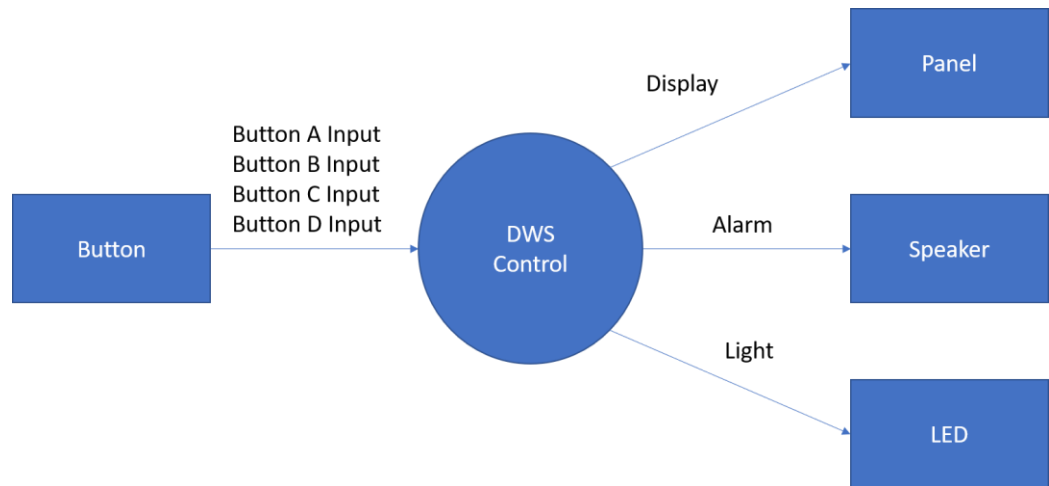 Panel
Display
Button A Input
Button B Input
Button C Input
Button D Input
Button
DWS
Control
Alarm
Speaker
Light
LED